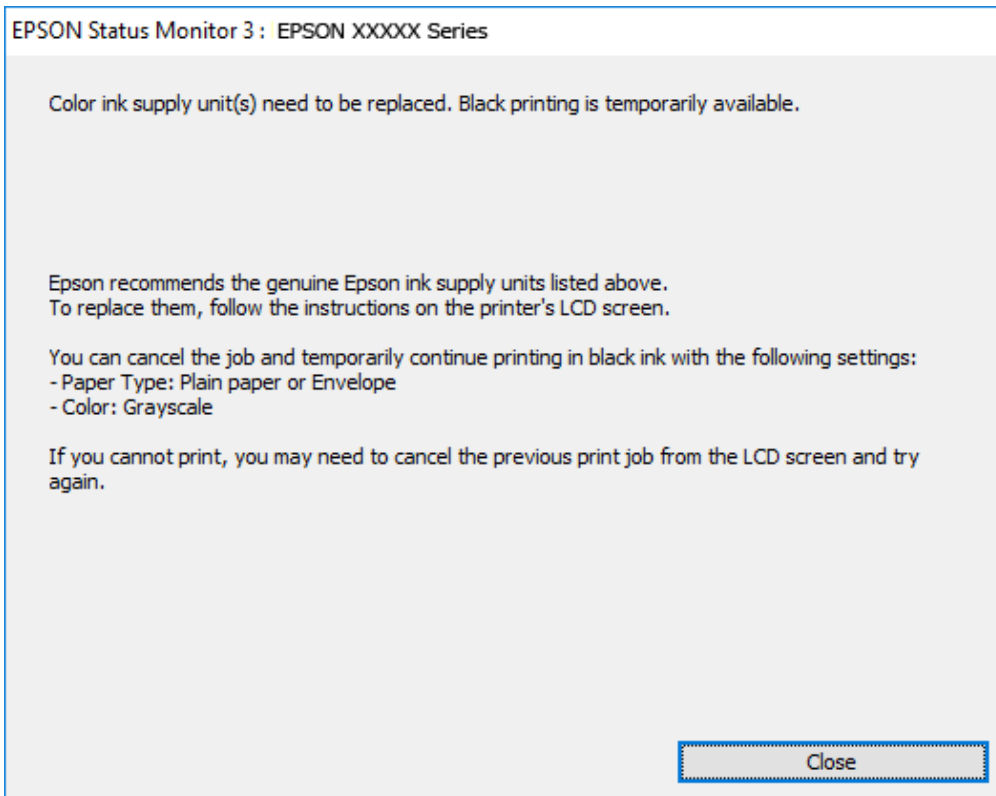 EPSON Status Monitor 3 : EPSON XXXXX Series
Color ink supply unit(s) need to be replaced. Black printing is temporarily available.
Epson recommends the genuine Epson ink supply units listed above.
To replace them, follow the instructions on the printer's LCD screen.
You can cancel the job and temporarily continue printing in black ink with the following settings:
- Paper Type: Plain paper or Envelope
- Color: Grayscale
If you cannot print, you may need to cancel the previous print job from the LCD screen and try
again.
Close